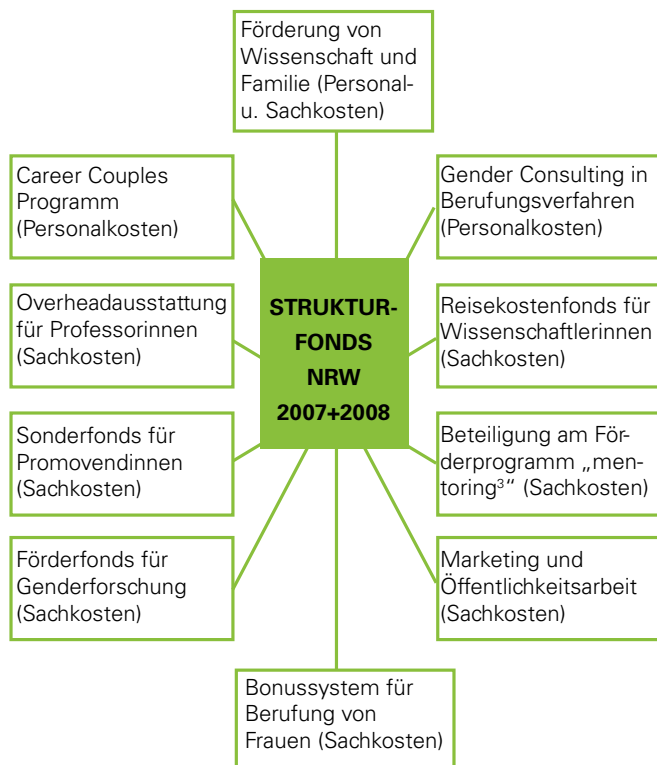 Förderung von
Wissenschaft und
Familie (Personal-
u. Sachkosten)
Career Couples
Programm
(Personalkosten)
Gender Consulting in
Berufungsverfahren
(Personalkosten)
STRUKTUR-
FONDS
NRW
2007+2008
Overheadausstattung
für Professorinnen
(Sachkosten)
Reisekostenfonds für
Wissenschaftlerinnen
(Sachkosten)
Sonderfonds für
Promovendinnen
(Sachkosten)
Beteiligung am För-
derprogramm „men-
toring³“ (Sachkosten)
Förderfonds für
Genderforschung
(Sachkosten)
Marketing und
Öffentlichkeitsarbeit
(Sachkosten)
Bonussystem für
Berufung von
Frauen (Sachkosten)